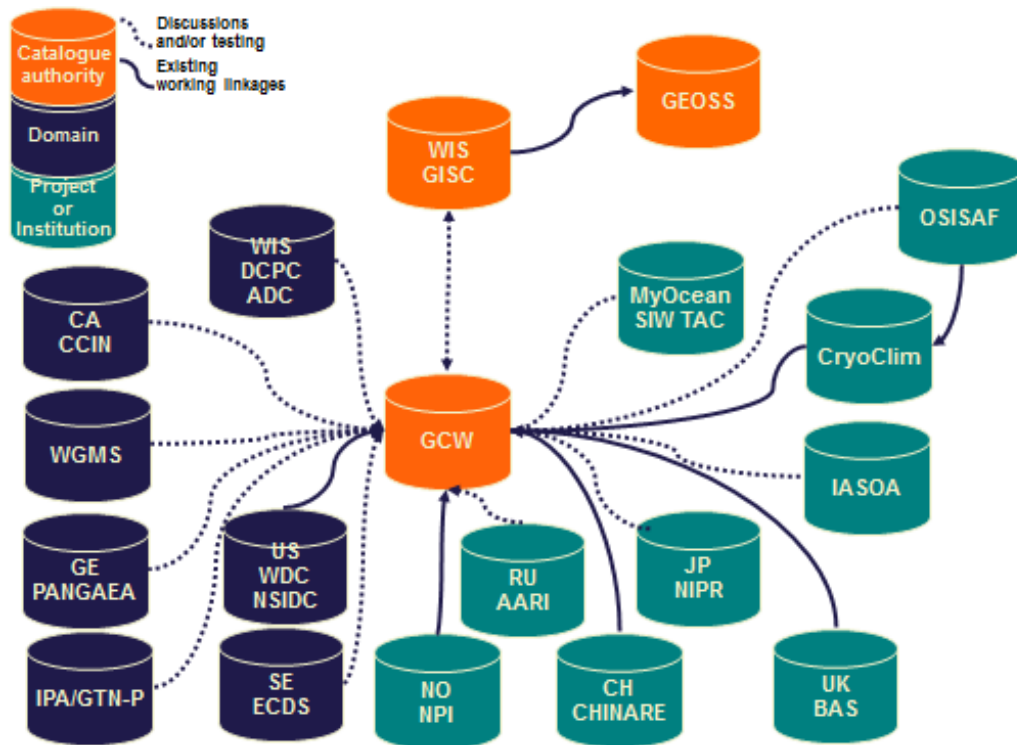 Discussions
and/or testing
Existing
working linkages
Catalogue
authority
Domain
Project
or
Institution
GEOSS
WIS
GISC
OSISAF
WIS
DCPC
ADC
MyOcean
SIW TAC
CA
CCIN
CryoClim
GCW
WGMS
IASOA
GE
PANGAEA
US
WDC
NSIDC
RU
AARI
JP
NIPR
IPA/GTN-P
SE
ECDS
NO
NPI
CH
CHINARE
UK
BAS